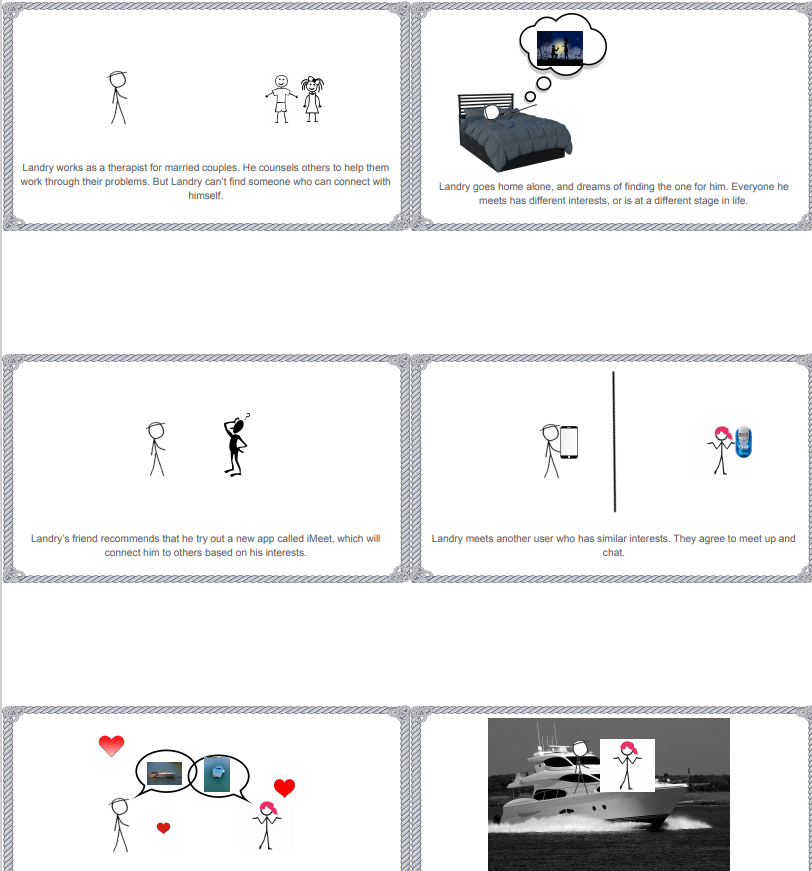 Landry works as a therapist for married couples. He counsels others to help them
work through their problems. But Landry can’t find someone who can connect with
himself.
Landry goes home alone, and dreams of finding the one for him. Everyone he
meets has different interests, or is at a different stage in life.
?
Landry’s friend recommends that he try out a new app called iMeet, which will
connect him to others based on his interests.
Landry meets another user who has similar interests. They agree to meet up and
chat.